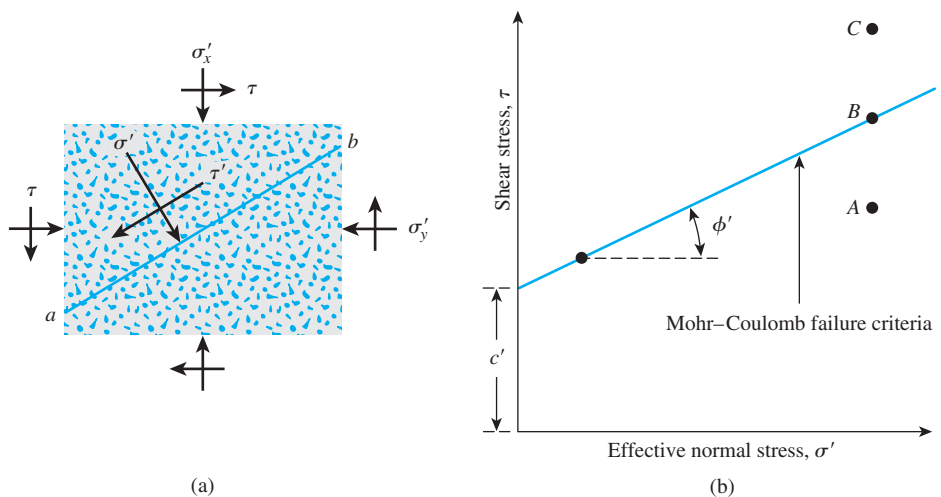 σ′x
τ
σ′
b
τ′
τ
σ′y
a
(a)
Shear stress, τ
C
B
A
ϕ′
Mohr–Coulomb failure criteria
c′
Effective normal stress, σ′
(b)